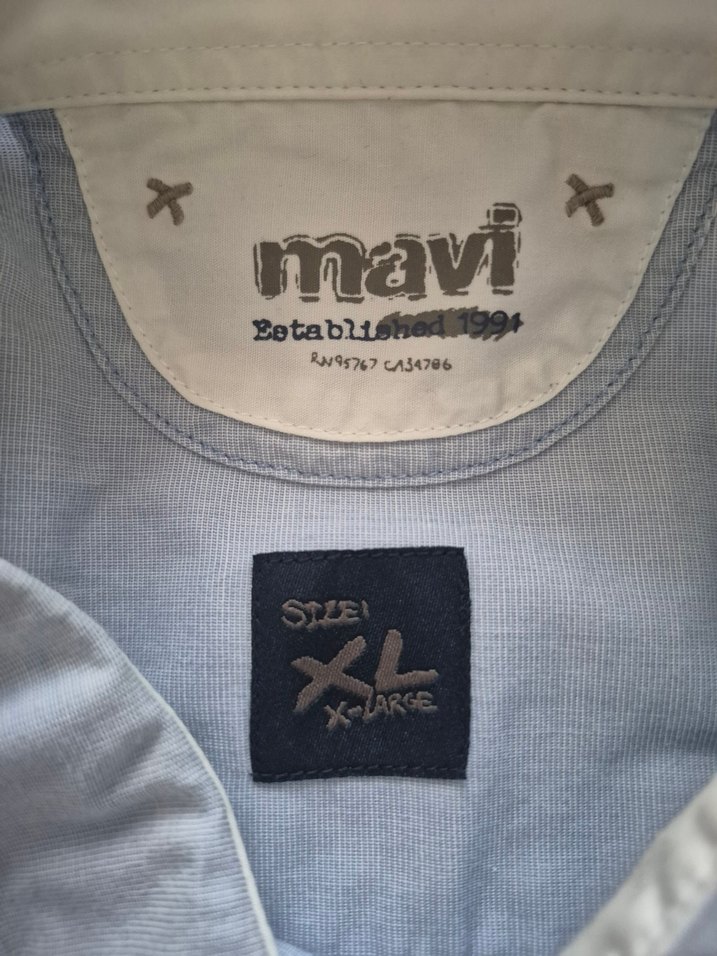 mavi
Established 1991
RN95767 CA34786
SIZE:
XL
X-LARGE